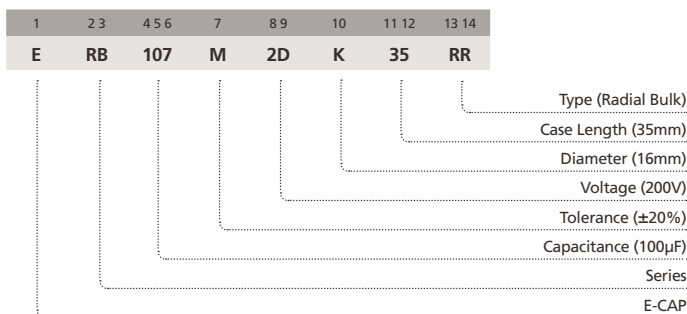 1 2 3 4 5 6 7 8 9 10 11 12 13 14
E RB 107 M 2D K 35 RR
Type (Radial Bulk)
Case Length (35mm)
Diameter (16mm)
Voltage (200V)
Tolerance (±20%)
Capacitance (100µF)
Series
E-CAP